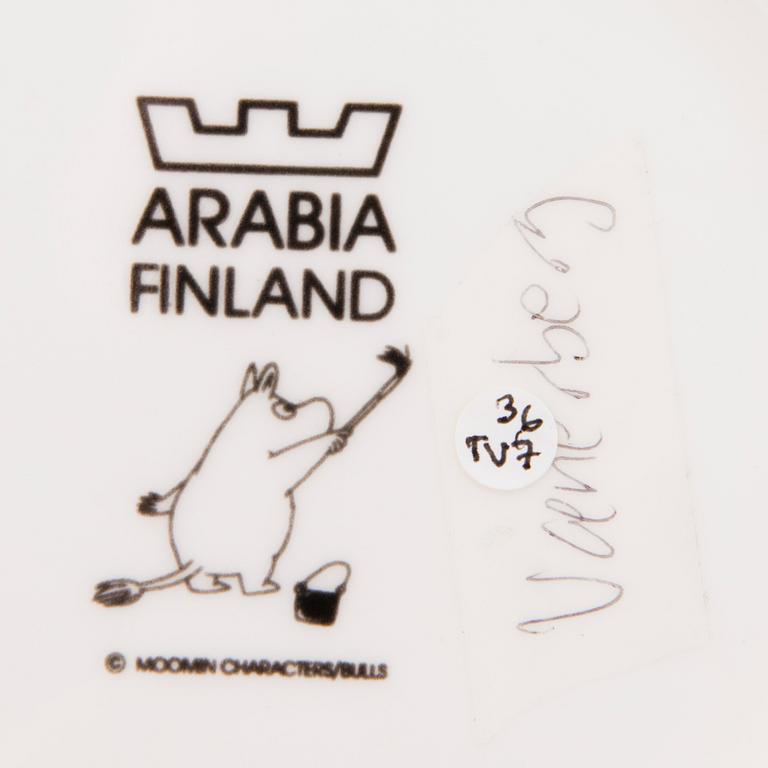 ARABIA
FINLAND
© MOOMIN CHARACTERS/BULLS
36
TV7